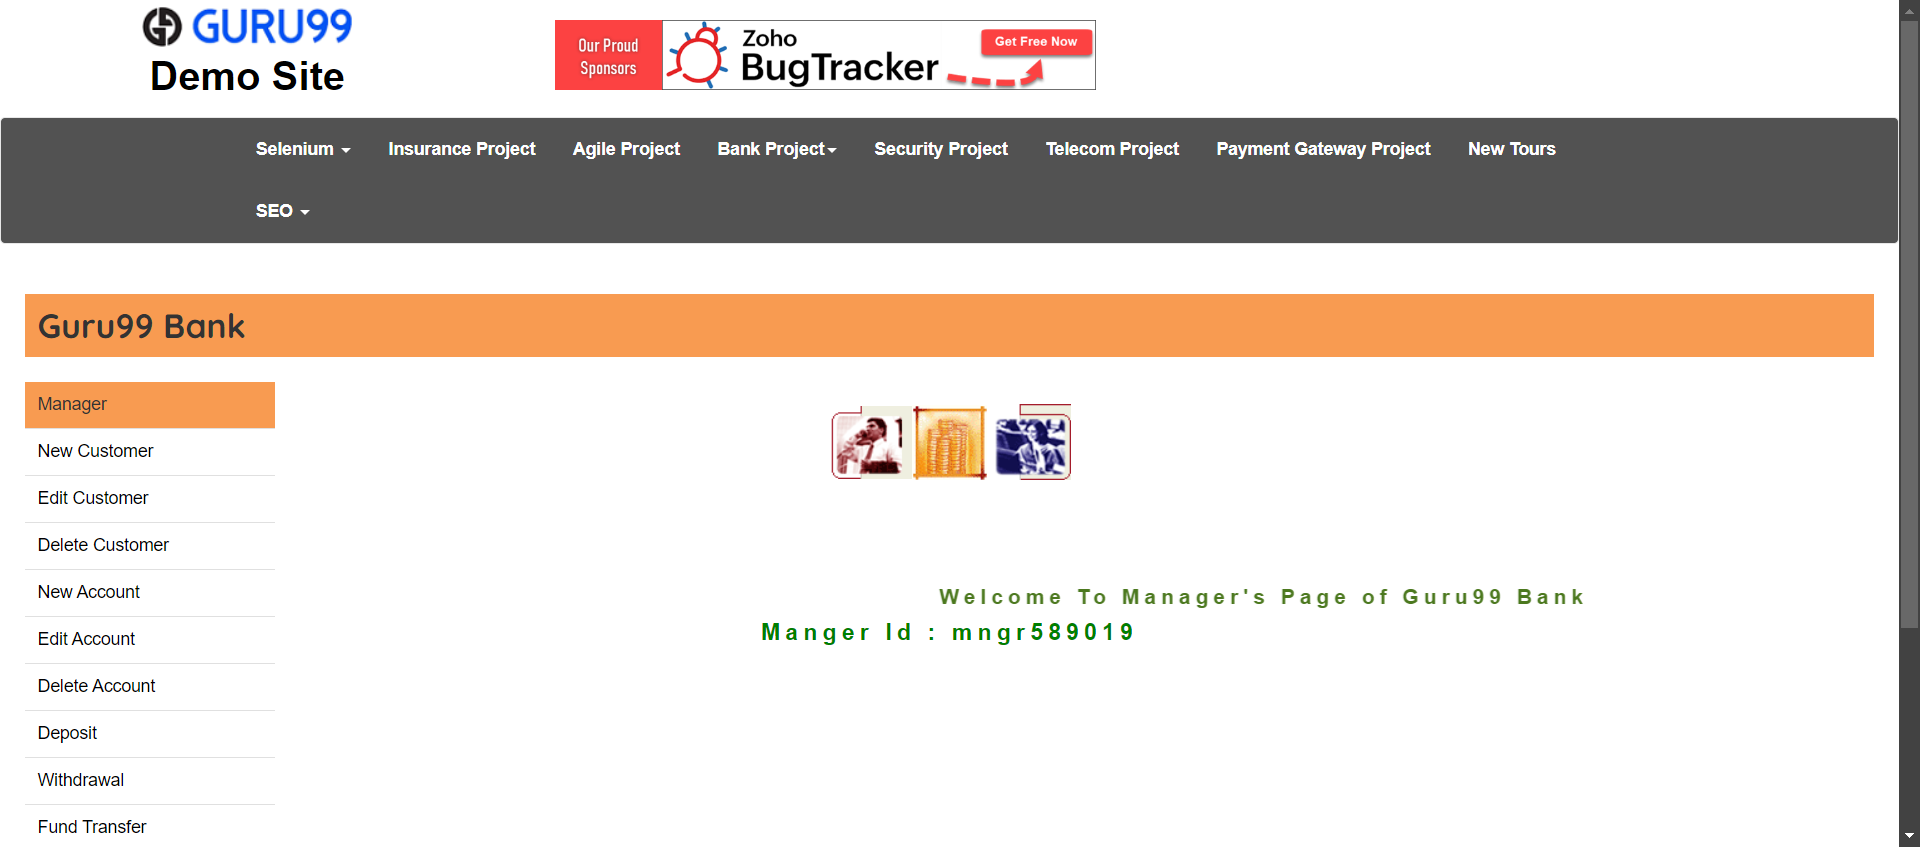 GURU99
Demo Site
Our Proud
Sponsors
Zoho
BugTracker
Get Free Now
Selenium
Insurance Project
Agile Project
Bank Project
Security Project
Telecom Project
Payment Gateway Project
New Tours
SEO
Guru99 Bank
Manager
New Customer
Edit Customer
Delete Customer
New Account
Edit Account
Delete Account
Deposit
Withdrawal
Fund Transfer
Welcome To Manager's Page of Guru99 Bank
Manger Id : mngr589019